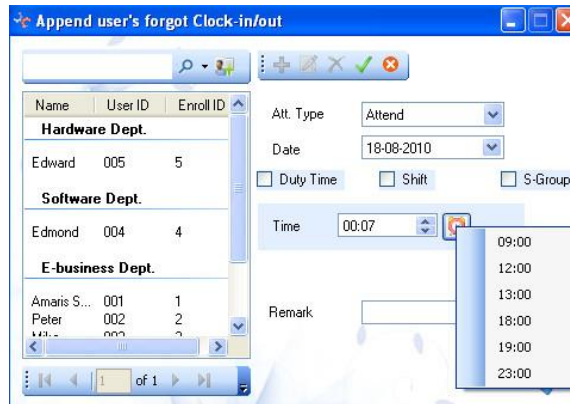 Append user's forgot Clock-in/out
Name User ID Enroll ID
Hardware Dept.
Edward 005 5
Software Dept.
Edmond 004 4
E-business Dept.
Amaris S... 001 1
Peter 002 2
1 of 1
Att. Type Attend
Date 18-08-2010
Duty Time Shift S-Group
Time 00:07
Remark
09:00
12:00
13:00
18:00
19:00
23:00